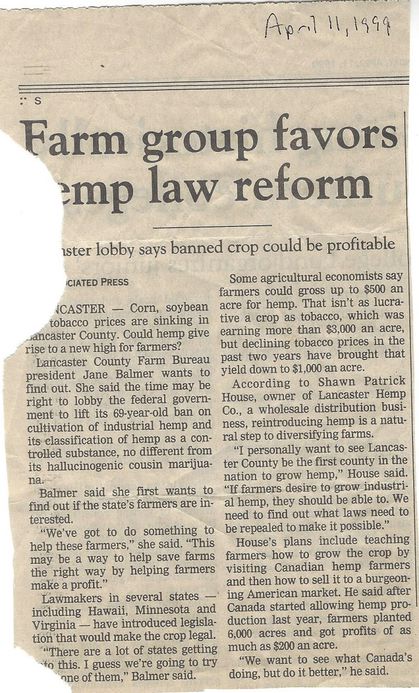 April 11, 1999
S
Farm group favors
emp law reform
ster lobby says banned crop could be profitable
CIATED PRESS
NCASTER — Corn, soybean
tobacco prices are sinking in
ancaster County. Could hemp give
rise to a new high for farmers?
Lancaster County Farm Bureau
president Jane Balmer wants to
find out. She said the time may be
right to lobby the federal govern-
ment to lift its 69-year-old ban on
cultivation of industrial hemp and
its classification of hemp as a con-
trolled substance, no different from
its hallucinogenic cousin marijua-
na.
Balmer said she first wants to
find out if the state's farmers are in-
terested.
"We've got to do something to
help these farmers," she said. "This
may be a way to help save farms
the right way by helping farmers
make a profit."
Lawmakers in several states —
including Hawaii, Minnesota and
Virginia — have introduced legisla-
tion that would make the crop legal.
"There are a lot of states getting
to this. I guess we're going to try
one of them," Balmer said.
Some agricultural economists say
farmers could gross up to $500 an
acre for hemp. That isn't as lucra-
tive a crop as tobacco, which was
earning more than $3,000 an acre,
but declining tobacco prices in the
past two years have brought that
yield down to $1,000 an acre.
According to Shawn Patrick
House, owner of Lancaster Hemp
Co., a wholesale distribution busi-
ness, reintroducing hemp is a natu-
ral step to diversifying farms.
"I personally want to see Lancas-
ter County be the first county in the
nation to grow hemp," House said.
"If farmers desire to grow industri-
al hemp, they should be able to. We
need to find out what laws need to
be repealed to make it possible."
House's plans include teaching
farmers how to grow the crop by
visiting Canadian hemp farmers
and then how to sell it to a burgeon-
ing American market. He said after
Canada started allowing hemp pro-
duction last year, farmers planted
6,000 acres and got profits of as
much as $200 an acre.
"We want to see what Canada's
doing, but do it better," he said.